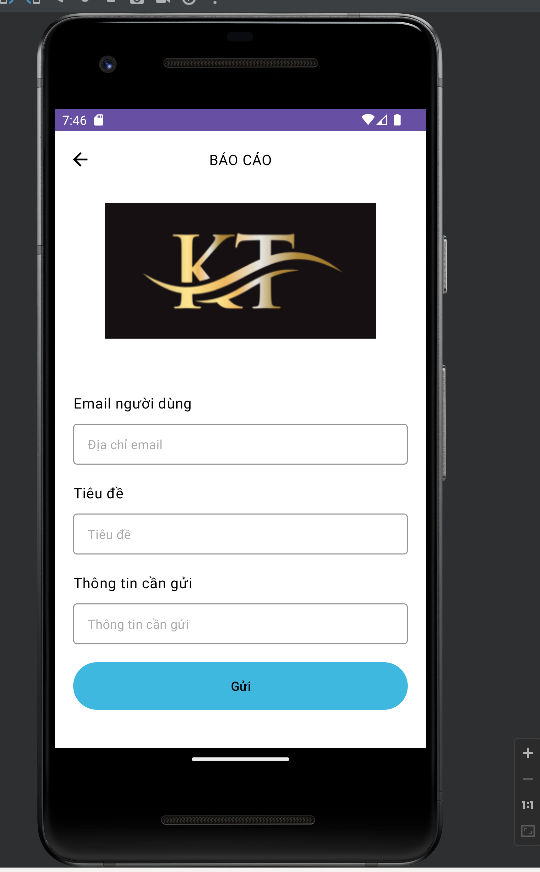 7:46
BÁO CÁO
KT
Email người dùng
Địa chỉ email
Tiêu đề
Tiêu đề
Thông tin cần gửi
Thông tin cần gửi
Gửi
1:1